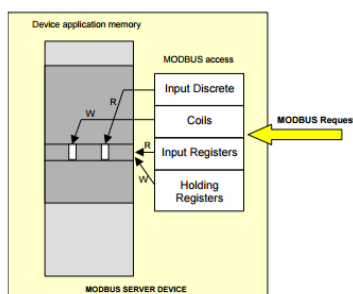 Device application memory
MODBUS access
Input Discrete
R
W
Coils
MODBUS Reques
R
Input Registers
W
Holding
Registers
MODBUS SERVER DEVICE